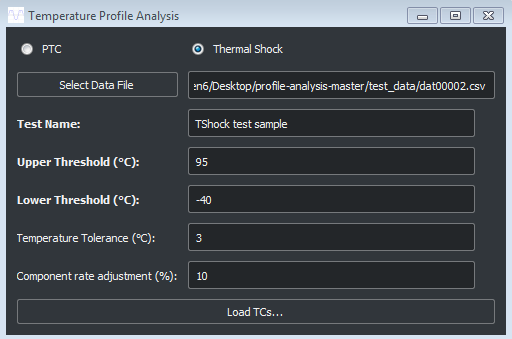 Temperature Profile Analysis
PTC Thermal Shock
Select Data File en6/Desktop/profile-analysis-master/test_data/dat00002.csv
Test Name: TShock test sample
Upper Threshold (°C): 95
Lower Threshold (°C): -40
Temperature Tolerance (°C): 3
Component rate adjustment (%): 10
Load TCs...